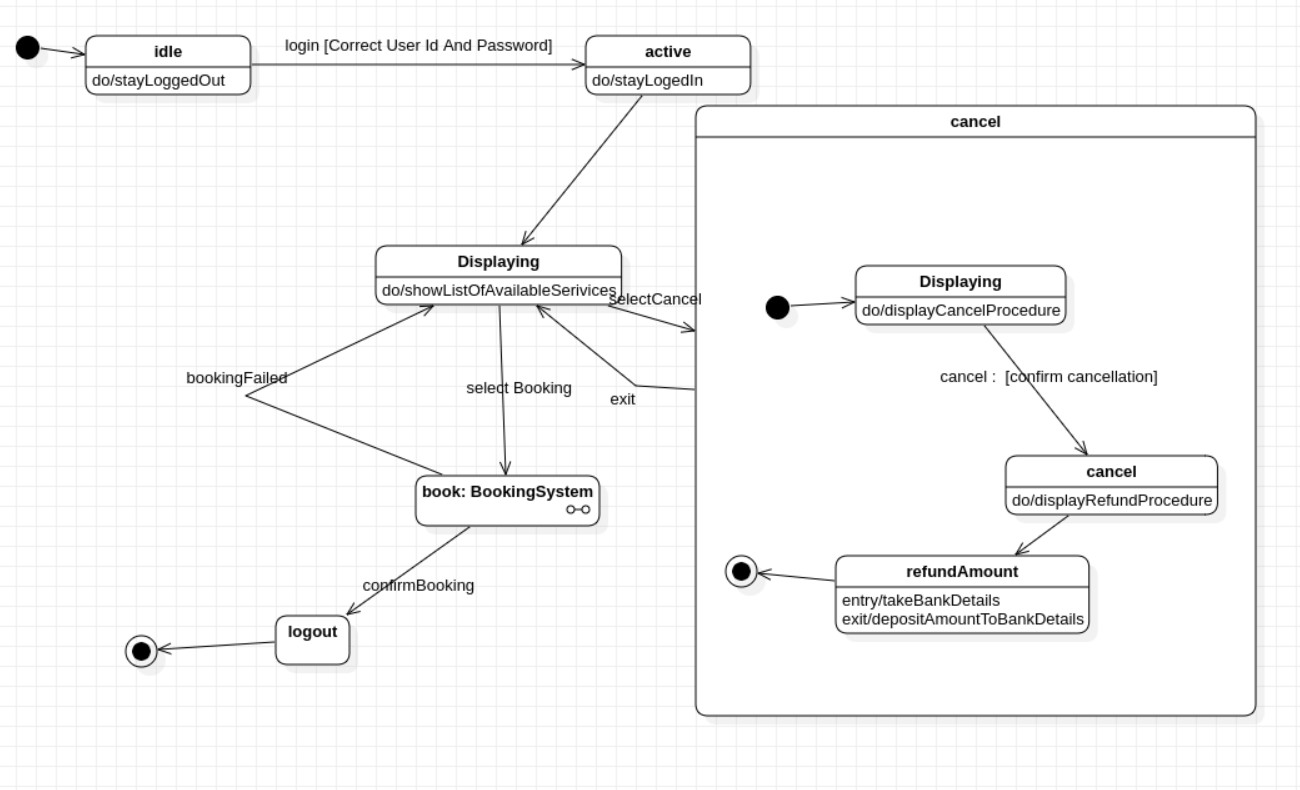 idle
do/stayLoggedOut
login [Correct User Id And Password]
active
do/stayLogedIn
cancel
Displaying
do/showListOfAvailableSerivices
selectCancel
Displaying
do/displayCancelProcedure
bookingFailed
select Booking
exit
cancel : [confirm cancellation]
book: BookingSystem
cancel
do/displayRefundProcedure
confirmBooking
refundAmount
entry/takeBankDetails
exit/depositAmountToBankDetails
logout